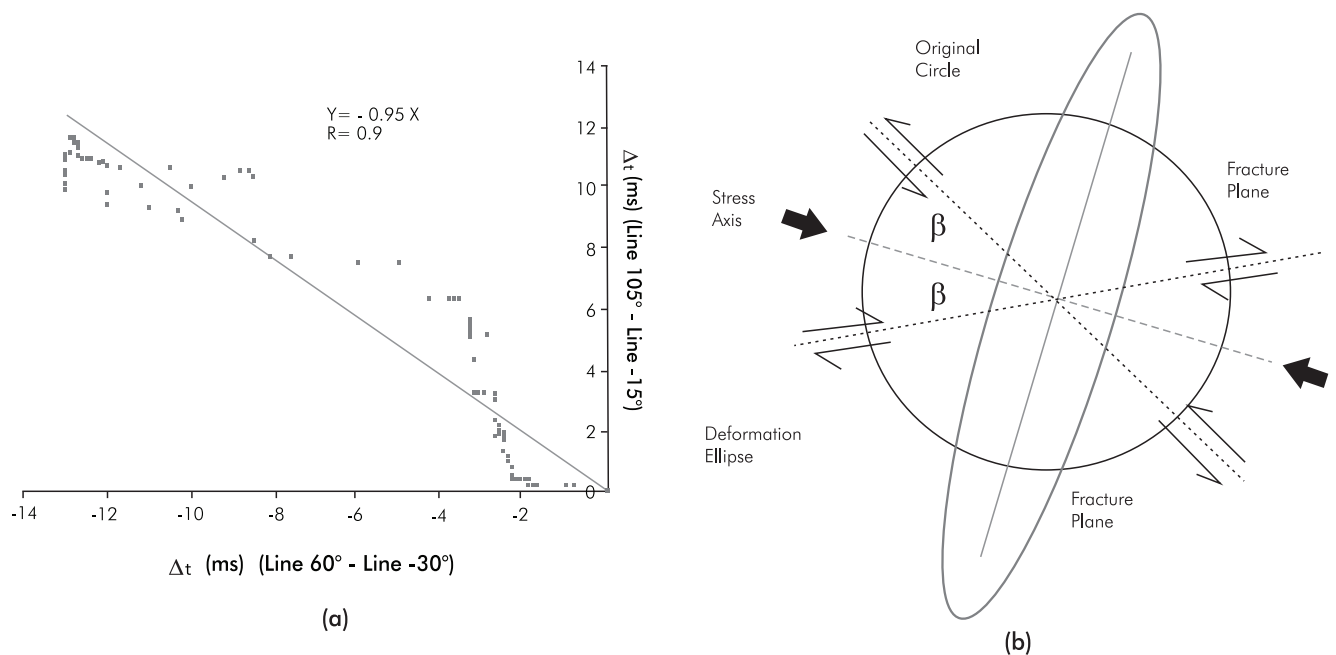 14
12
10
8
6
4
2
0
Y= - 0.95 X
R= 0.9
Δt (ms) (Line 105° - Line -15°)
-14
-12
-10
-8
-6
-4
-2
Δt (ms) (Line 60° - Line -30°)
(a)
Original
Circle
Fracture
Plane
Stress
Axis
β
β
Deformation
Ellipse
Fracture
Plane
(b)